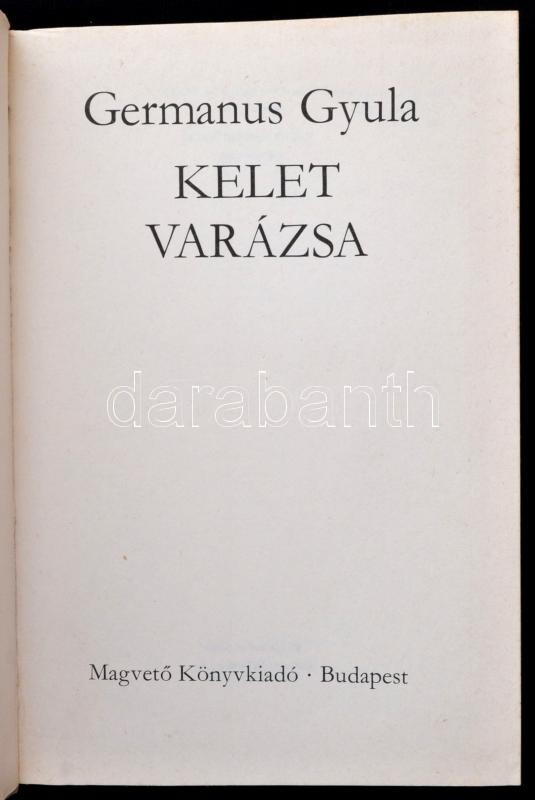 Germanus Gyula
KELET
VARÁZSA
darabanth
Magvető Könyvkiadó · Budapest